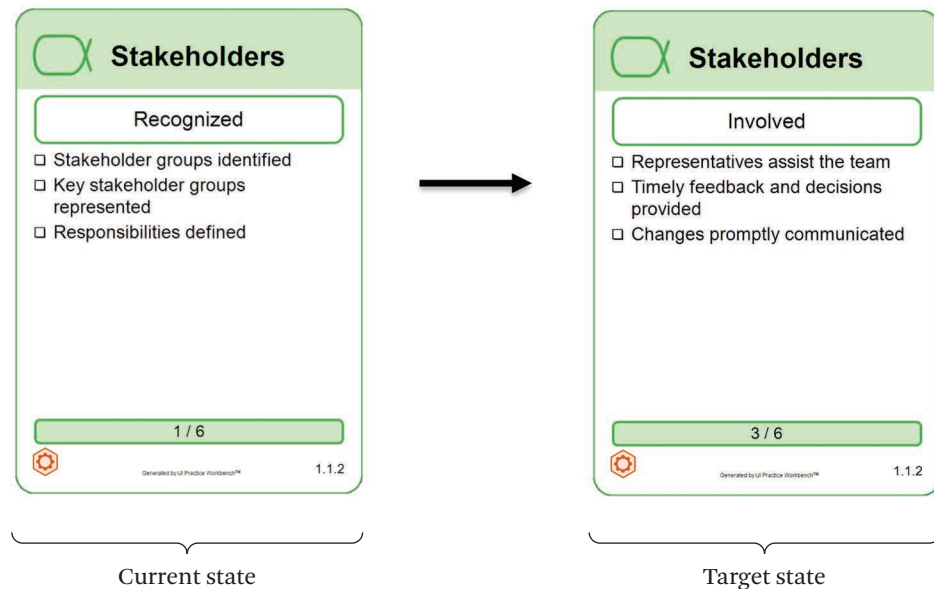 Stakeholders
Recognized
❑ Stakeholder groups identified
❑ Key stakeholder groups
represented
❑ Responsibilities defined
1 / 6
Generated by UI Practice Workbench™
1.1.2
Current state
Stakeholders
Involved
❑ Representatives assist the team
❑ Timely feedback and decisions
provided
❑ Changes promptly communicated
3 / 6
Generated by UI Practice Workbench™
1.1.2
Target state